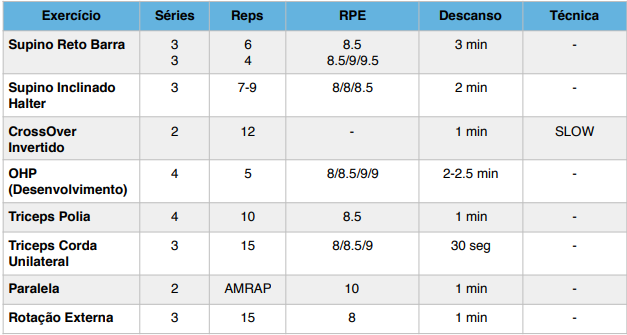 Exercício Séries Reps RPE Descanso Técnica
Supino Reto Barra 3 6 8.5 3 min -
3 4 8.5/9/9.5
Supino Inclinado 3 7-9 8/8/8.5 2 min -
Halter
CrossOver 2 12 - 1 min SLOW
Invertido
OHP 4 5 8/8.5/9/9 2-2.5 min -
(Desenvolvimento)
Triceps Polia 4 10 8.5 1 min -
Triceps Corda 3 15 8/8.5/9 30 seg -
Unilateral
Paralela 2 AMRAP 10 1 min -
Rotação Externa 3 15 8 1 min -